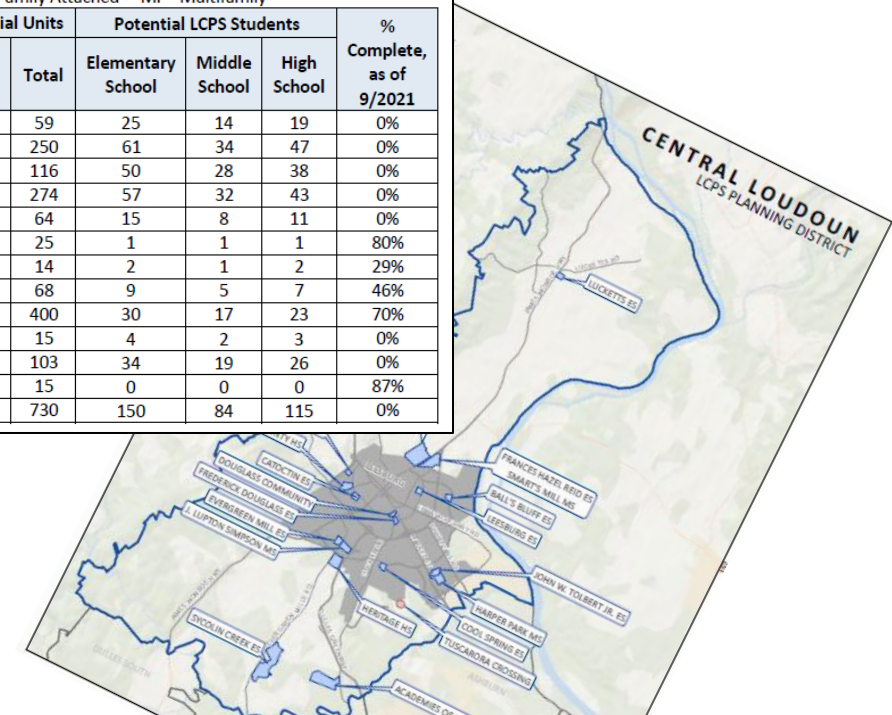 Family Attached MF Multifamily
ial Units Potential LCPS Students %
Complete,
as of
9/2021
Total Elementary
School Middle
School High
School
59 25 14 19 0%
250 61 34 47 0%
116 50 28 38 0%
274 57 32 43 0%
64 15 8 11 0%
25 1 1 1 80%
14 2 1 2 29%
68 9 5 7 46%
400 30 17 23 70%
15 4 2 3 0%
103 34 19 26 0%
15 0 0 0 87%
730 150 84 115 0%
CENTRAL LOUDOUN
LCPS PLANNING DISTRICT
LUCKETTS ES
TY HS
CATOCTIN ES
DOUGLASS COMMUNITY
FREDERICK DOUGLASS ES
EVERGREEN MILL ES
J. LUPTON SIMPSON MS
FRANCES HAZEL REID ES
SMART'S MILL MS
BALL'S BLUFF ES
LEESBURG ES
LEESBURG
JOHN W. TOLBERT JR. ES
HARPER PARK MS
COOL SPRING ES
TUSCARORA CROSSING
HERITAGE HS
SYCOLIN CREEK ES
ACADEMIES OF
DULLES SOUTH
ASHBURN